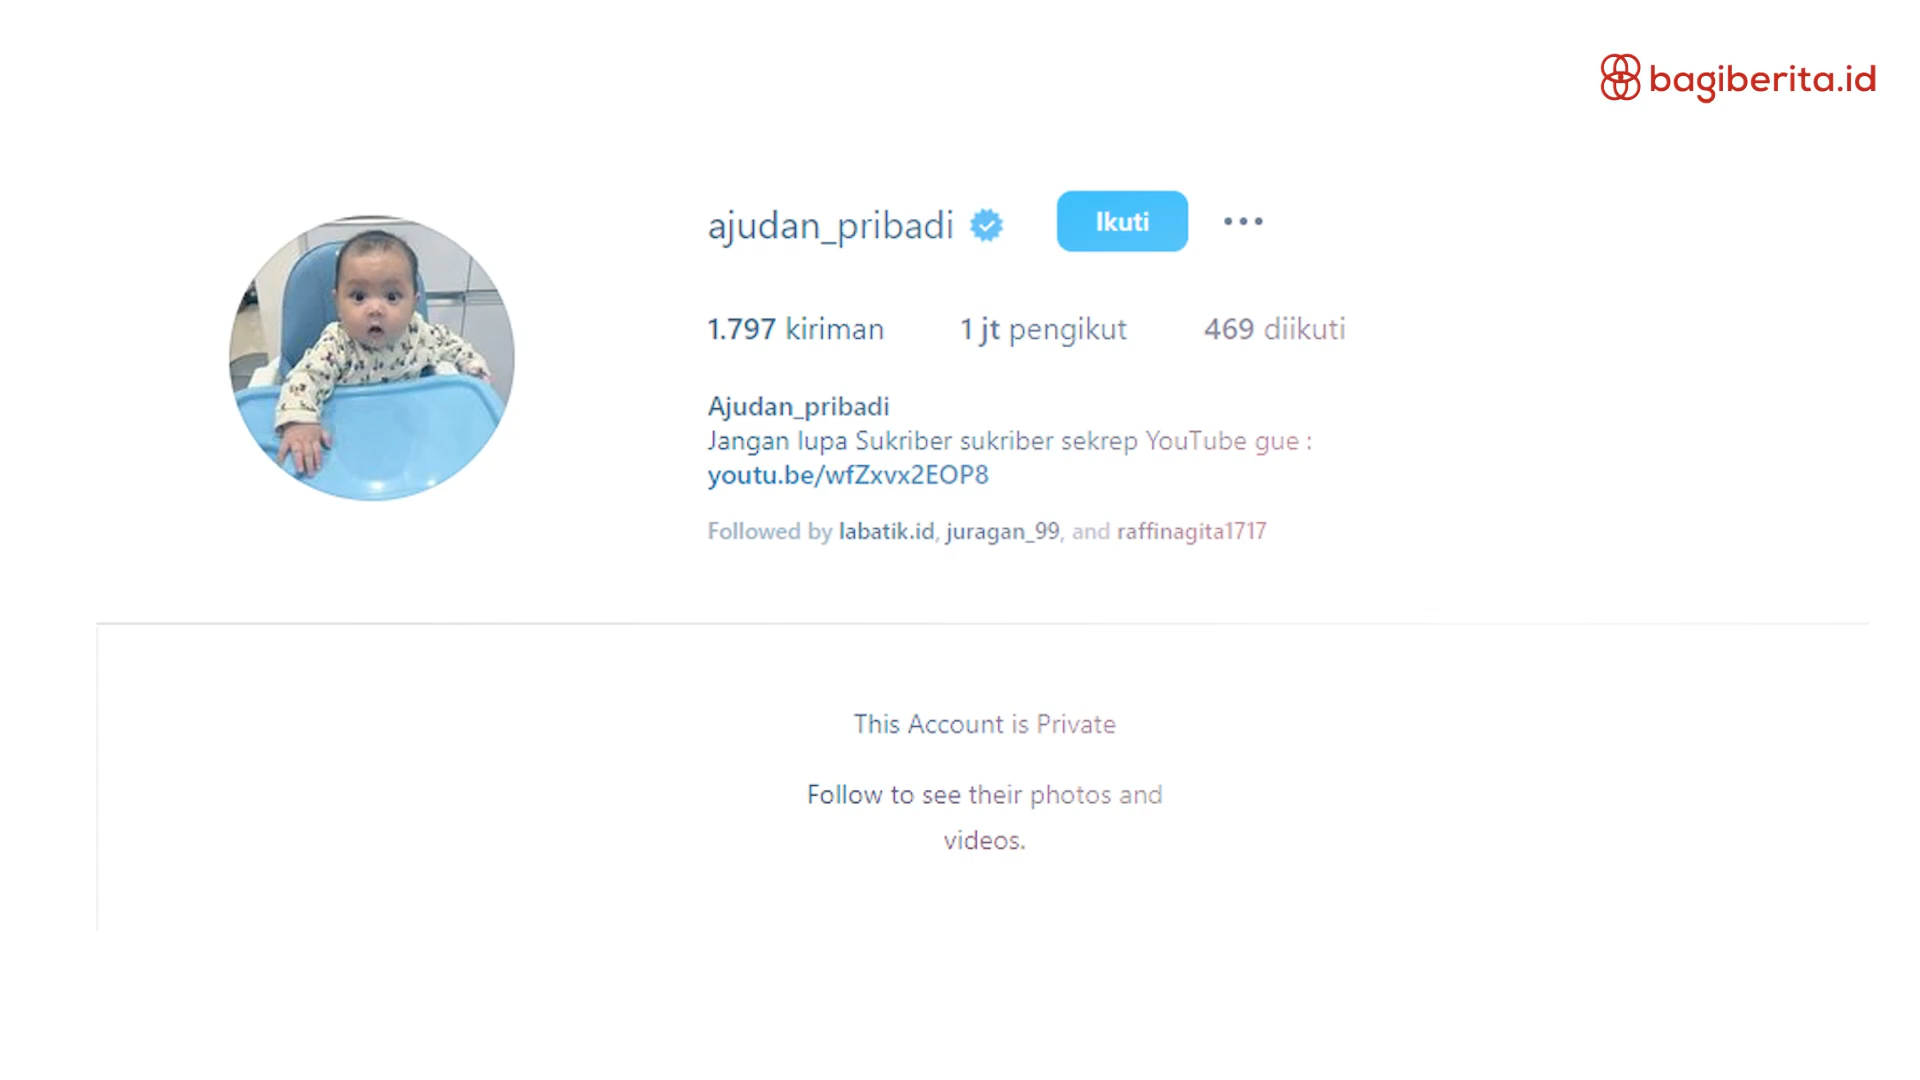 bagiberita.id
ajudan_pribadi
Ikuti
1.797 kiriman
1 jt pengikut
469 diikuti
Ajudan_pribadi
Jangan lupa Sukriber sukriber sekrep YouTube gue :
youtu.be/wfZxvx2EOP8
Followed by labatik.id, juragan_99, and raffinagita1717
This Account is Private
Follow to see their photos and
videos.